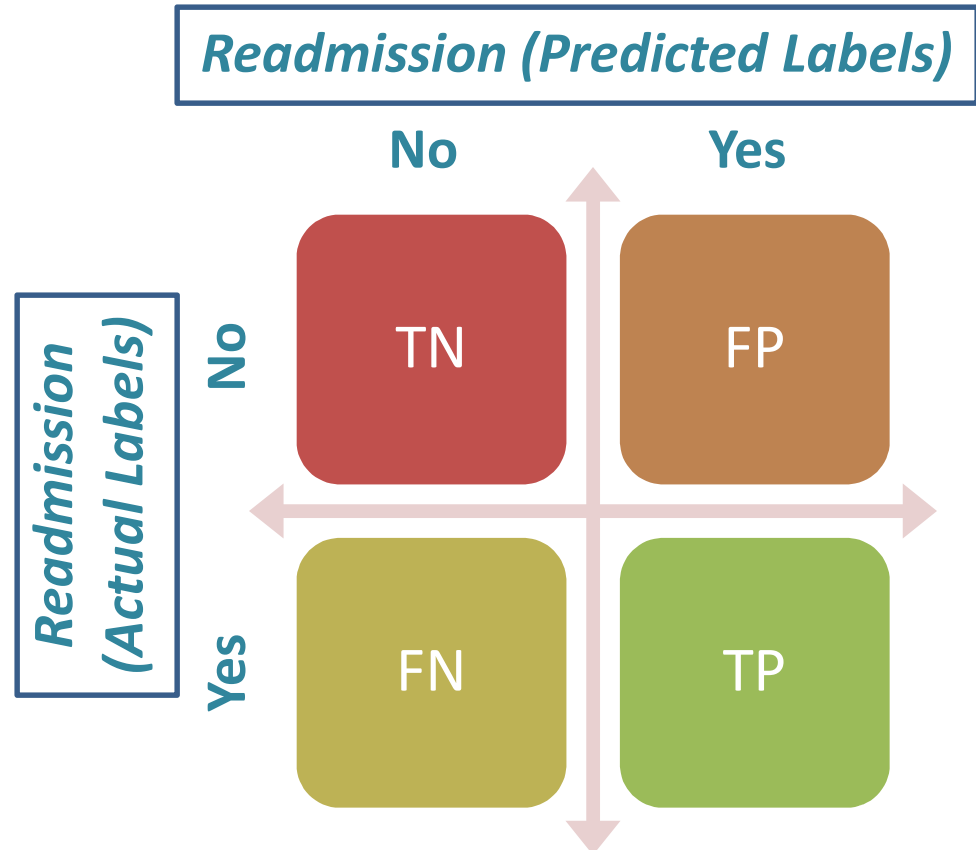 Readmission (Predicted Labels)
No Yes
Readmission
(Actual Labels)
No
TN FP
Yes
FN TP